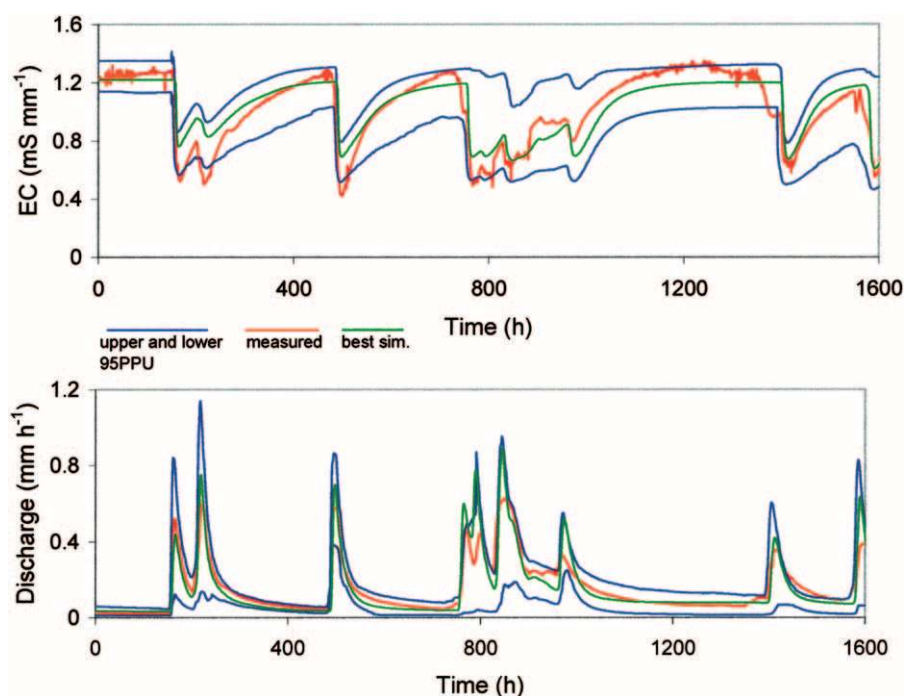 1.6
1.2
0.8
0.4
0
EC (mS mm⁻¹)
0 400 800 1200 1600
Time (h)
upper and lower 95PPU
measured
best sim.
1.2
0.8
0.4
0
Discharge (mm h⁻¹)
0 400 800 1200 1600
Time (h)